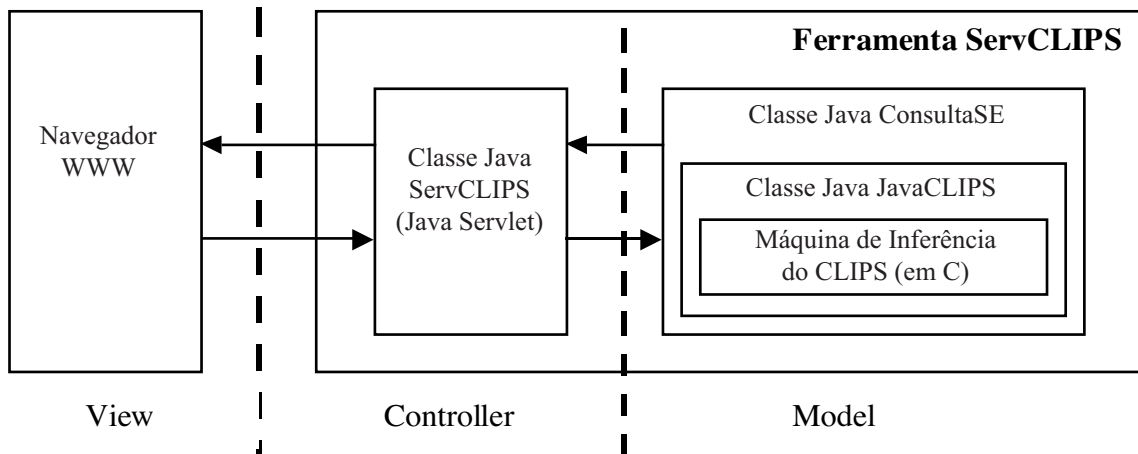 Ferramenta ServCLIPS
Navegador
WWW
Classe Java
ServCLIPS
(Java Servlet)
Classe Java ConsultaSE
Classe Java JavaCLIPS
Máquina de Inferência
do CLIPS (em C)
View
Controller
Model